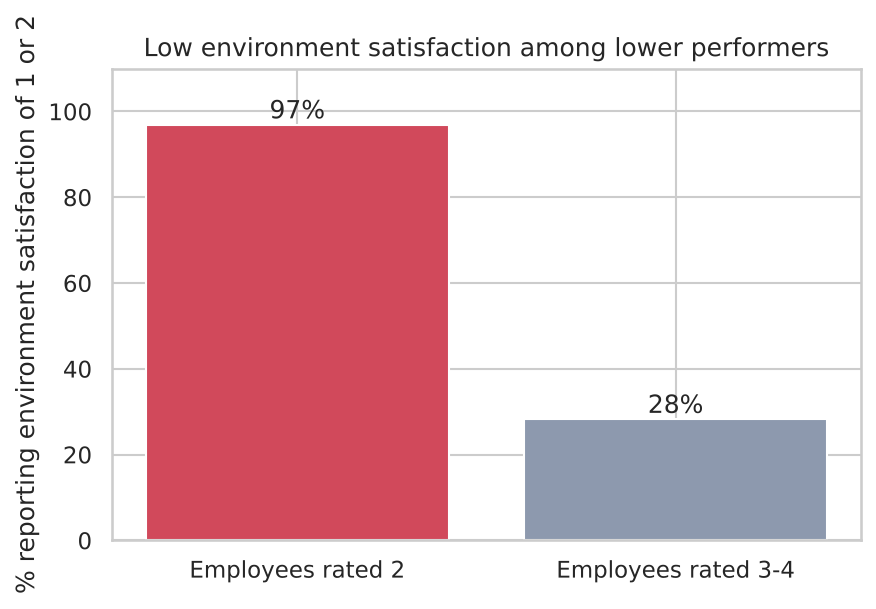 Low environment satisfaction among lower performers
% reporting environment satisfaction of 1 or 2
100
80
60
40
20
0
97%
28%
Employees rated 2
Employees rated 3-4